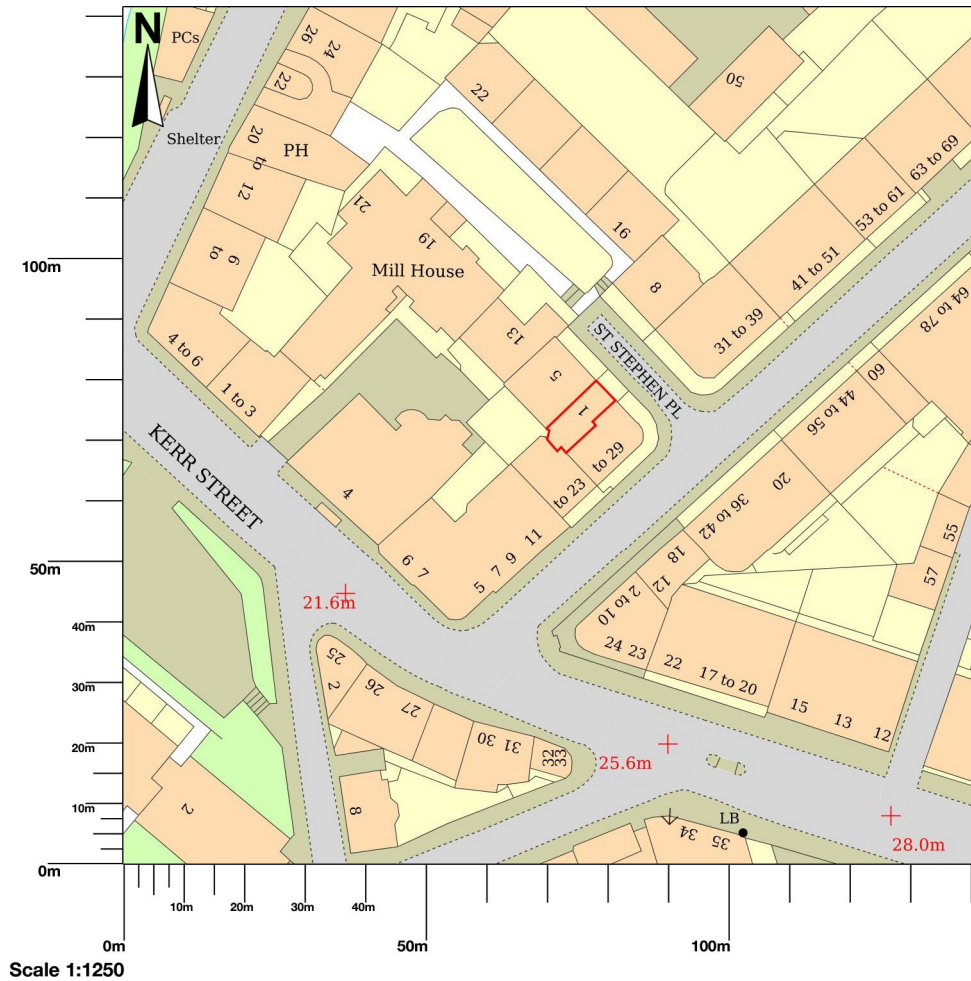 N
PCs
Shelter
26
24
22
20
to
12
PH
6
to
4 to 6
1 to 3
21
19
Mill House
22
16
8
50
63 to 69
53 to 61
41 to 51
31 to 39
64 to 78
13
5
1
ST STEPHEN PL
60
44 to 56
20
36 to 42
18
12
2 to 10
to 29
to 23
11
9
7
5
KERR STREET
4
6
7
55
57
24
23
22
17 to 20
15
13
12
21.6m
25
2
26
27
30
31
32
33
8
2
25.6m
LB
34
35
28.0m
100m
50m
40m
30m
20m
10m
0m
10m
20m
30m
40m
0m
50m
100m
Scale 1:1250